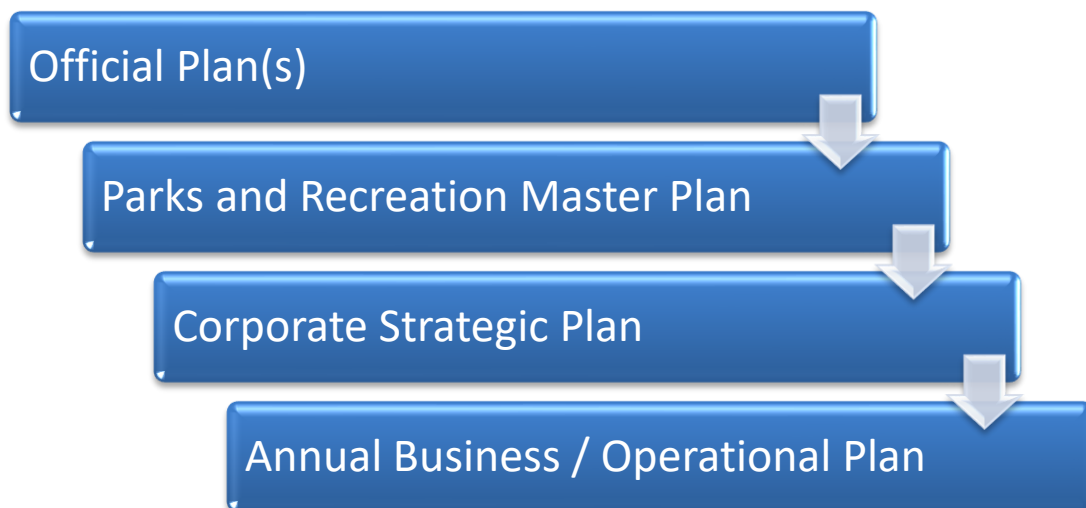 Official Plan(s)
Parks and Recreation Master Plan
Corporate Strategic Plan
Annual Business / Operational Plan